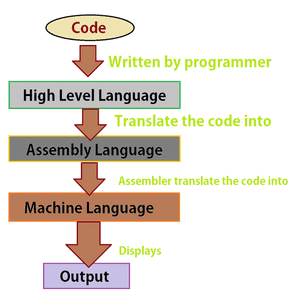 Code
Written by programmer
High Level Language
Translate the code into
Assembly Language
Assembler translate the code into
Machine Language
Displays
Output